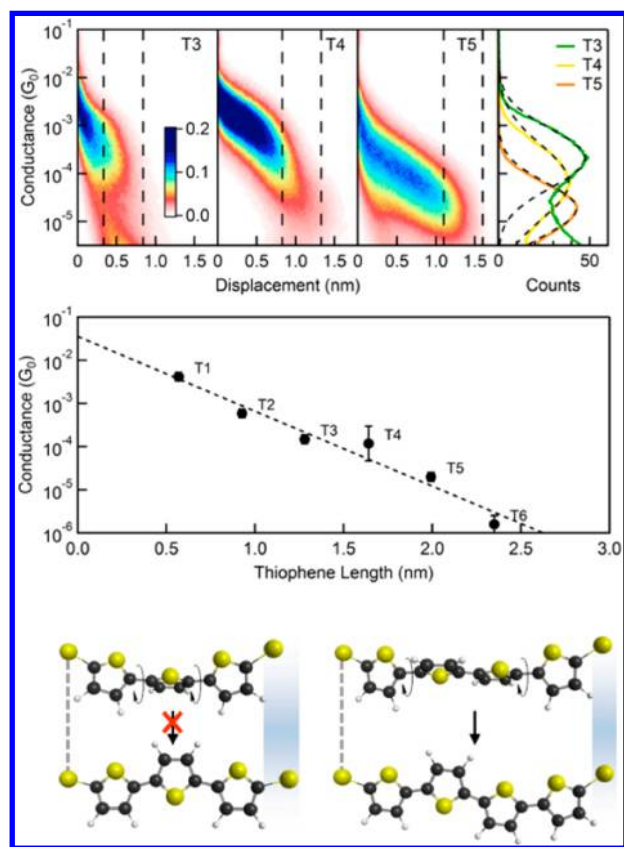 T3 T4 T5 T3
T4
T5
Conductance (G₀)
10⁻¹
10⁻²
10⁻³
10⁻⁴
10⁻⁵
0.2
0.1
0.0
0 0.5 1.0 1.5 0 0.5 1.0 1.5 0 0.5 1.0 1.5 0 50
Displacement (nm) Counts
Conductance (G₀)
10⁻¹
10⁻²
10⁻³
10⁻⁴
10⁻⁵
10⁻⁶
T1
T2
T3
T4
T5
T6
0.0 0.5 1.0 1.5 2.0 2.5 3.0
Thiophene Length (nm)